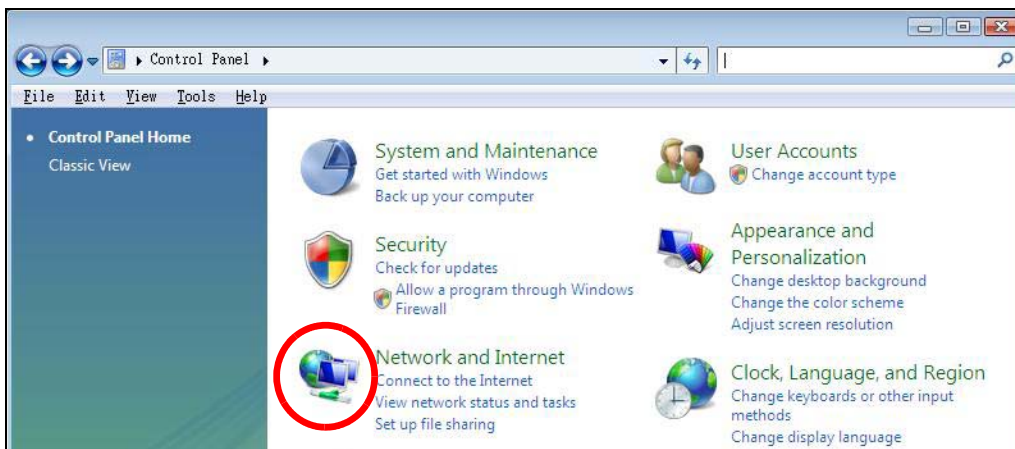 Control Panel
File Edit View Tools Help
Control Panel Home
Classic View
System and Maintenance
Get started with Windows
Back up your computer
Security
Check for updates
Allow a program through Windows
Firewall
Network and Internet
Connect to the Internet
View network status and tasks
Set up file sharing
User Accounts
Change account type
Appearance and
Personalization
Change desktop background
Change the color scheme
Adjust screen resolution
Clock, Language, and Region
Change keyboards or other input
methods
Change display language